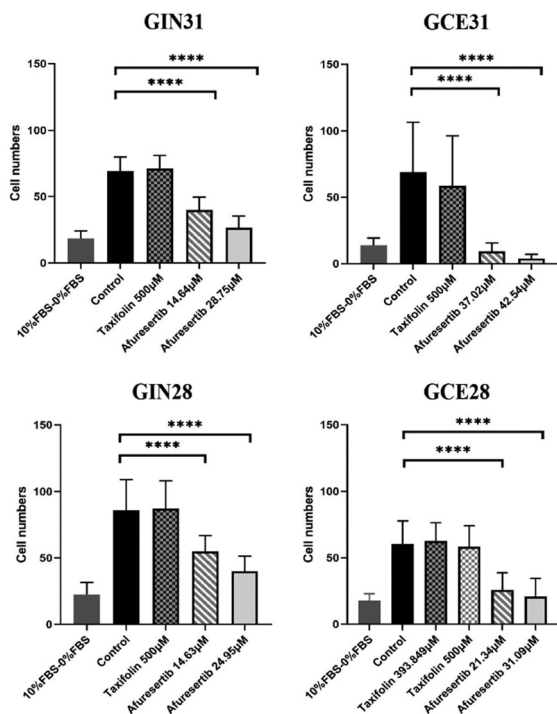 GIN31
****
****
Cell numbers
150
100
50
0
10%FBS-0%FBS
Control
Taxifolin 500µM
Afuresertib 14.64µM
Afuresertib 28.75µM
GCE31
****
****
Cell numbers
150
100
50
0
10%FBS-0%FBS
Control
Taxifolin 500µM
Afuresertib 37.02µM
Afuresertib 42.54µM
GIN28
****
****
Cell numbers
150
100
50
0
10%FBS-0%FBS
Control
Taxifolin 500µM
Afuresertib 14.63µM
Afuresertib 24.95µM
GCE28
****
****
Cell numbers
150
100
50
0
10%FBS-0%FBS
Control
Taxifolin 393.849µM
Taxifolin 500µM
Afuresertib 21.34µM
Afuresertib 31.09µM